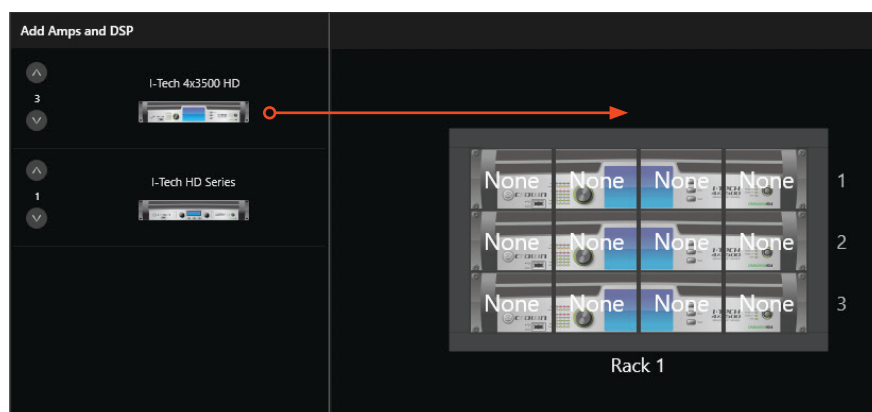 Add Amps and DSP
3
I-Tech 4x3500 HD
1
I-Tech HD Series
None None None None 1
None None None None 2
None None None None 3
Rack 1